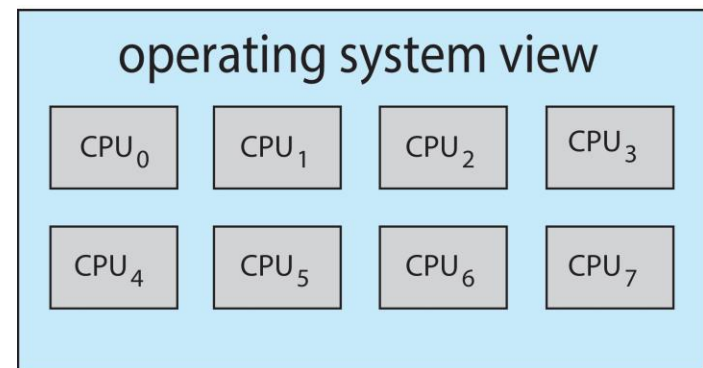 operating system view
CPU₀ CPU₁ CPU₂ CPU₃
CPU₄ CPU₅ CPU₆ CPU₇